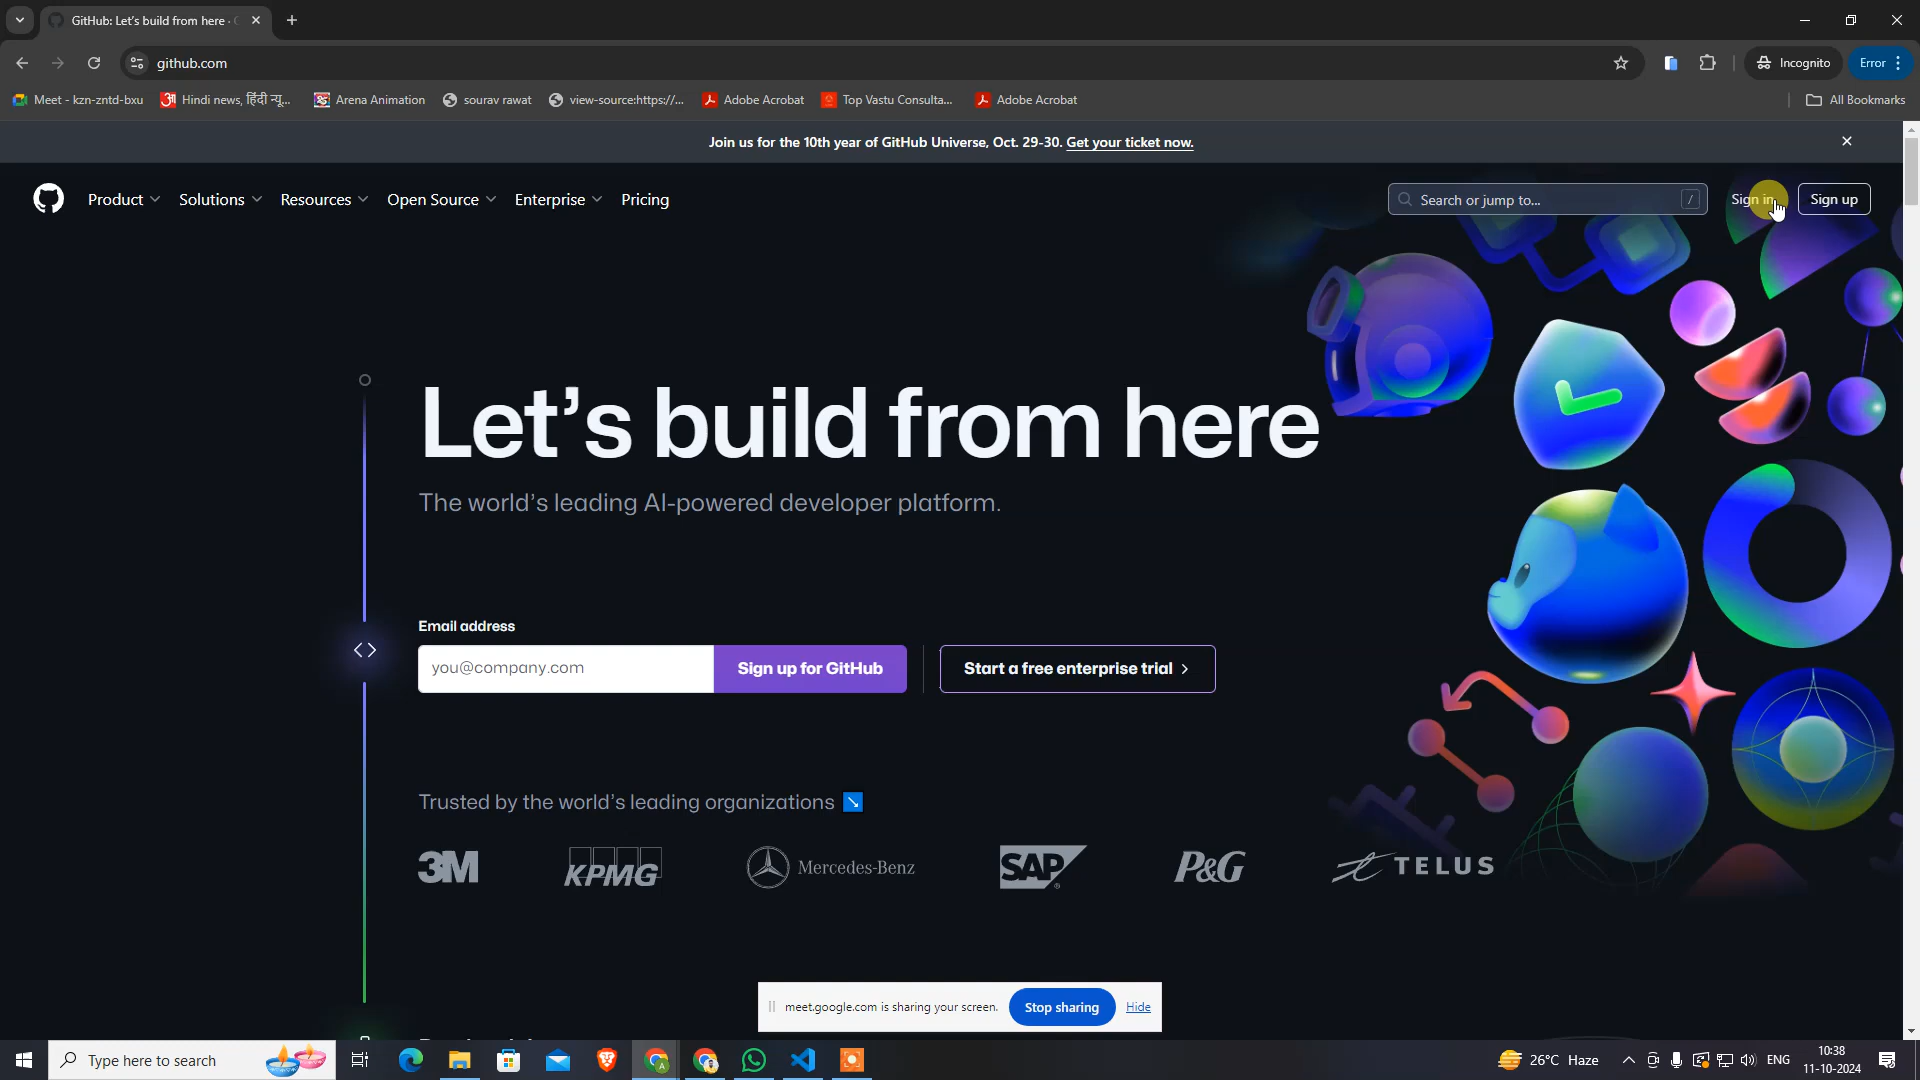 GitHub: Let's build from here ·
github.com
Incognito
Error
Meet - kzn-zntd-bxu
Hindi news, हिंदी न्यू...
Arena Animation
sourav rawat
view-source:https://...
Adobe Acrobat
Top Vastu Consulta...
Adobe Acrobat
All Bookmarks
Join us for the 10th year of GitHub Universe, Oct. 29-30. Get your ticket now.
Product
Solutions
Resources
Open Source
Enterprise
Pricing
Search or jump to...
/
Sign in
Sign up
Let’s build from here
The world’s leading AI-powered developer platform.
Email address
you@company.com
Sign up for GitHub
Start a free enterprise trial
Trusted by the world’s leading organizations
3M
KPMG
Mercedes-Benz
SAP
P&G
TELUS
meet.google.com is sharing your screen.
Stop sharing
Hide
Type here to search
26°C Haze
ENG
10:38
11-10-2024